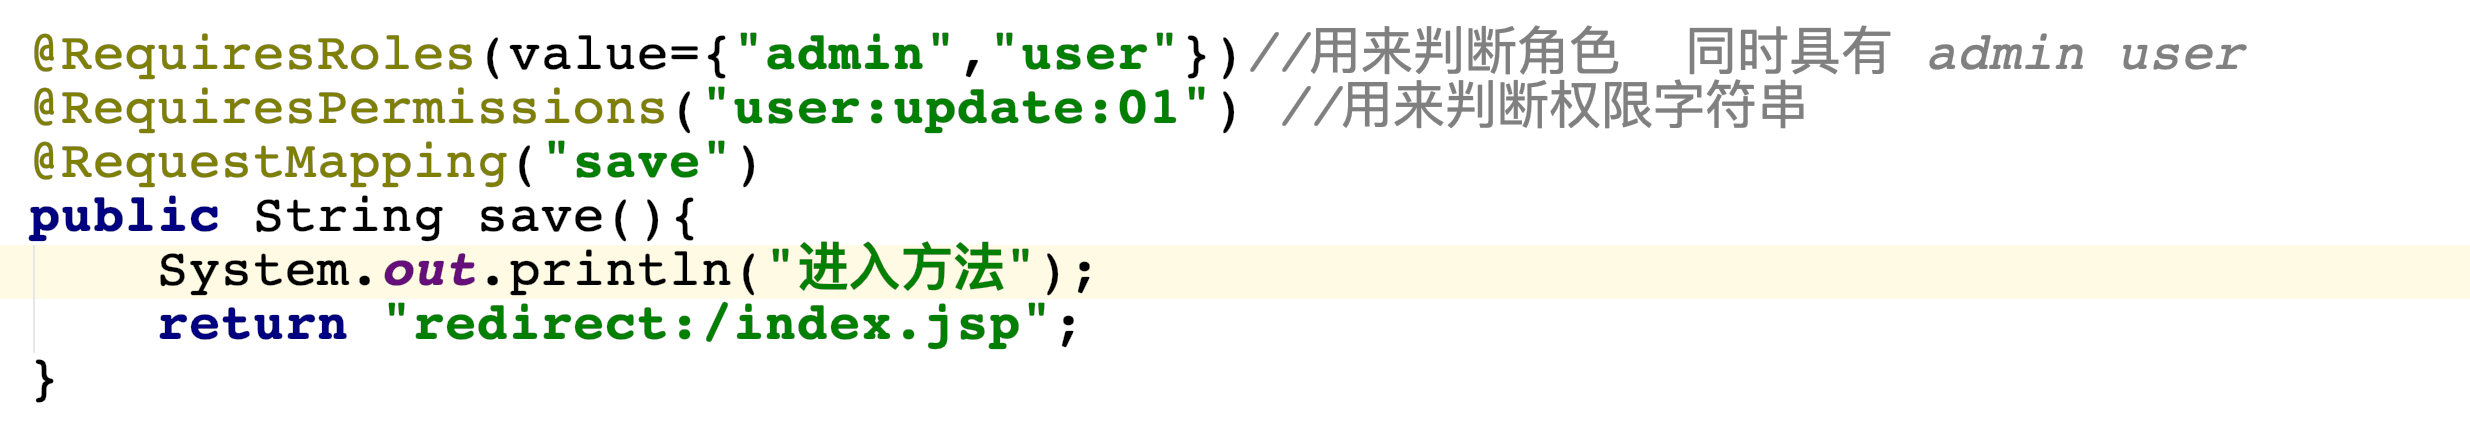 @RequiresRoles(value={"admin","user"})//用来判断角色  同时具有 admin user
@RequiresPermissions("user:update:01") //用来判断权限字符串
@RequestMapping("save")
public String save(){
    System.out.println("进入方法");
    return "redirect:/index.jsp";
}